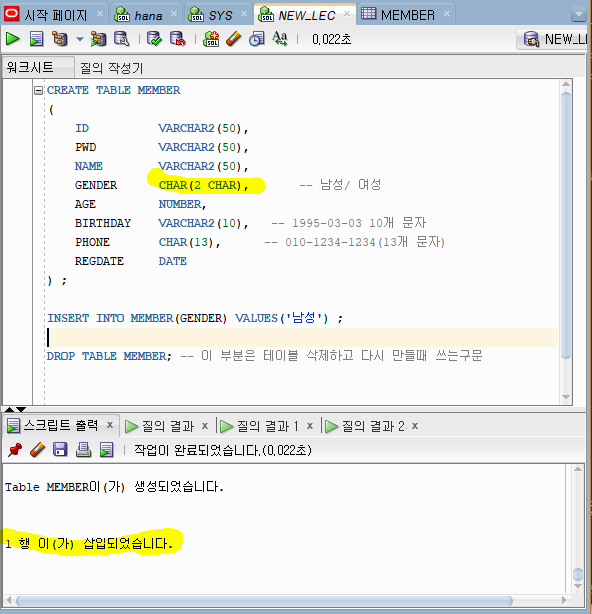 시작 페이지 × hana × SYS × NEW_LEC × MEMBER ×
SQL 0,022초 NEW_LE
워크시트 질의 작성기
CREATE TABLE MEMBER
(
ID VARCHAR2(50),
PWD VARCHAR2(50),
NAME VARCHAR2(50),
GENDER CHAR(2 CHAR), -- 남성/ 여성
AGE NUMBER,
BIRTHDAY VARCHAR2(10), -- 1995-03-03 10개 문자
PHONE CHAR(13), -- 010-1234-1234(13개 문자)
REGDATE DATE
) ;
INSERT INTO MEMBER(GENDER) VALUES('남성') ;
DROP TABLE MEMBER; -- 이 부분은 테이블 삭제하고 다시 만들때 쓰는구문
스크립트 출력 × 질의 결과 × 질의 결과 1 × 질의 결과 2 ×
작업이 완료되었습니다.(0,022초)
Table MEMBER이(가) 생성되었습니다.
1 행 이(가) 삽입되었습니다.